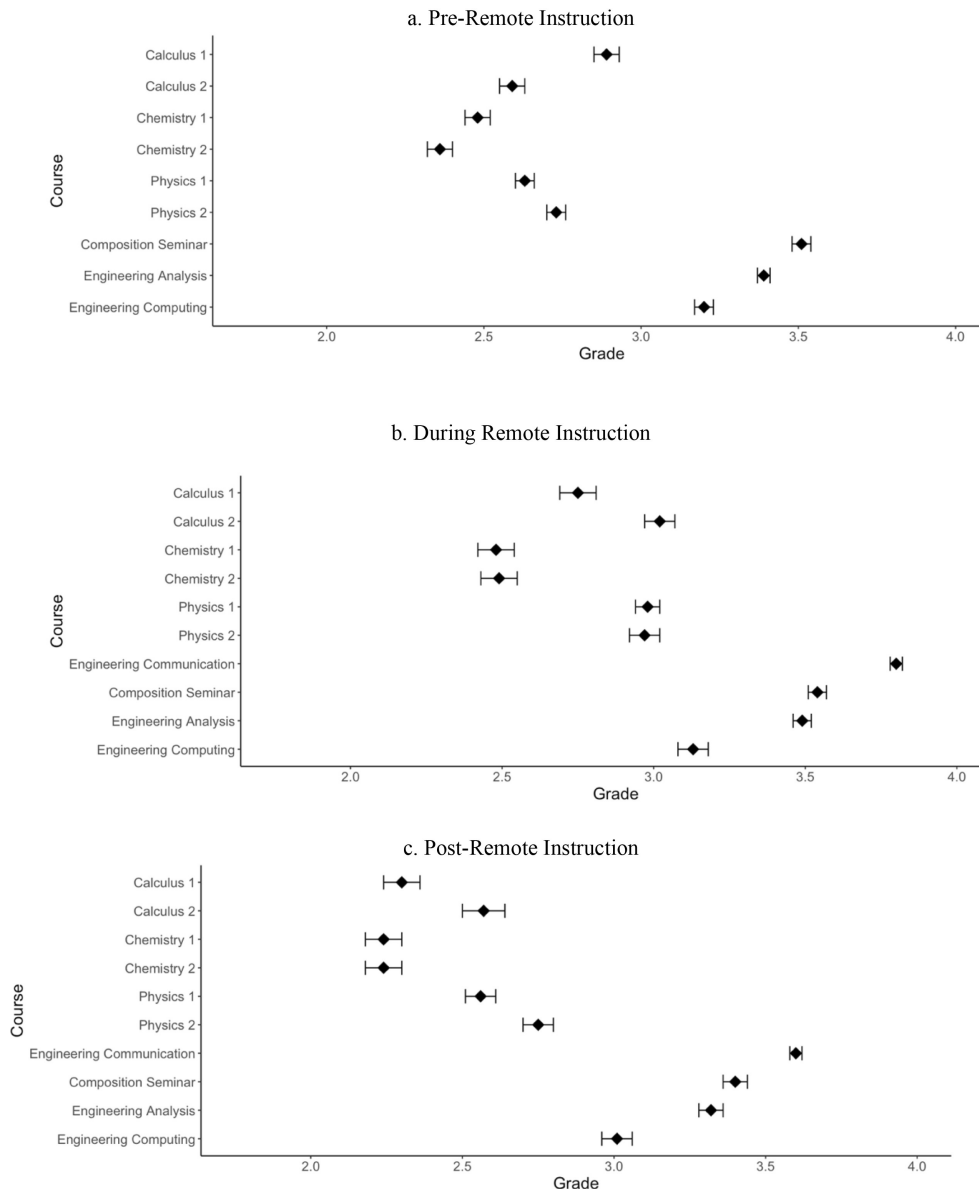 a. Pre-Remote Instruction
Calculus 1
Calculus 2
Chemistry 1
Chemistry 2
Physics 1
Physics 2
Composition Seminar
Engineering Analysis
Engineering Computing
Course
2.0 2.5 3.0 3.5 4.0
Grade
b. During Remote Instruction
Calculus 1
Calculus 2
Chemistry 1
Chemistry 2
Physics 1
Physics 2
Engineering Communication
Composition Seminar
Engineering Analysis
Engineering Computing
Course
2.0 2.5 3.0 3.5 4.0
Grade
c. Post-Remote Instruction
Calculus 1
Calculus 2
Chemistry 1
Chemistry 2
Physics 1
Physics 2
Engineering Communication
Composition Seminar
Engineering Analysis
Engineering Computing
Course
2.0 2.5 3.0 3.5 4.0
Grade